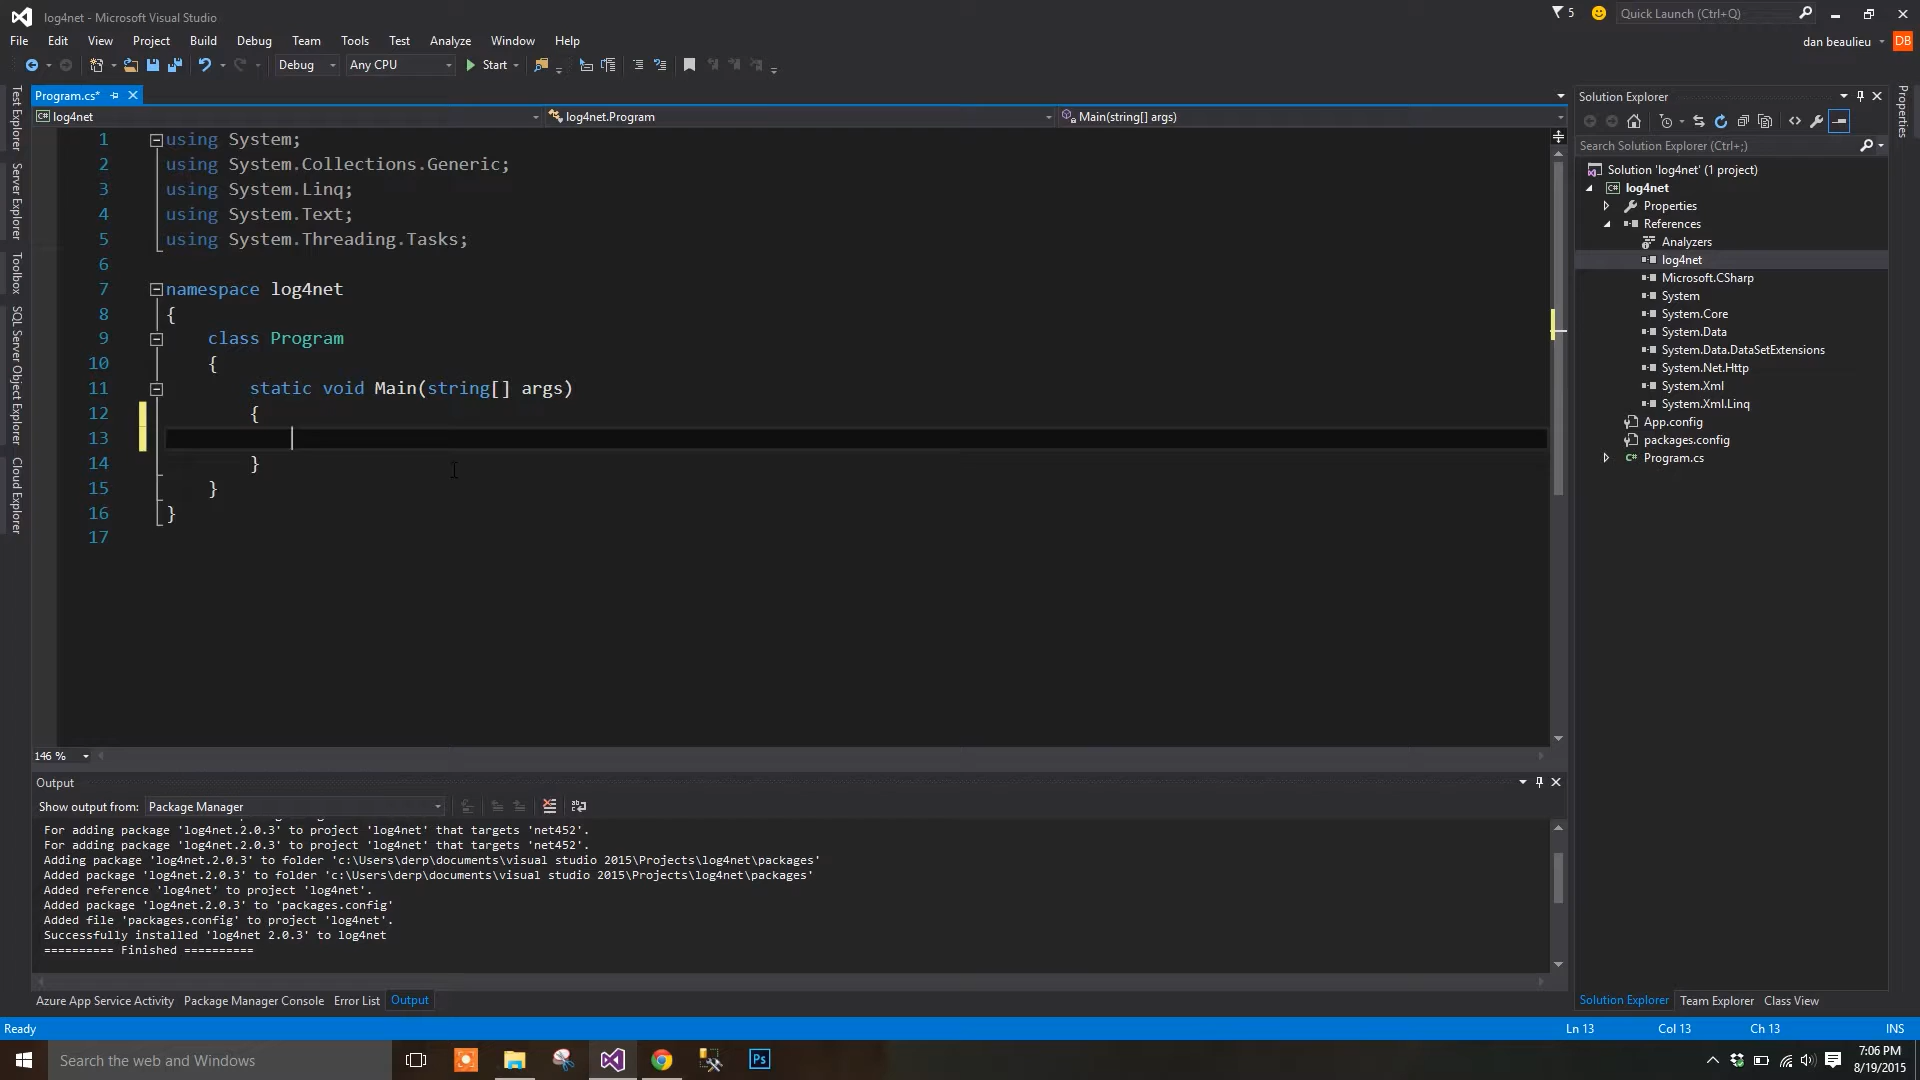 log4net - Microsoft Visual Studio
5
Quick Launch (Ctrl+Q)
File Edit View Project Build Debug Team Tools Test Analyze Window Help
dan beaulieu
DB
Debug Any CPU Start
Program.cs*
log4net
log4net.Program
Main(string[] args)
Test Explorer
Server Explorer
Toolbox
SQL Server Object Explorer
Cloud Explorer
1 using System;
2 using System.Collections.Generic;
3 using System.Linq;
4 using System.Text;
5 using System.Threading.Tasks;
6
7 namespace log4net
8 {
9 class Program
10 {
11 static void Main(string[] args)
12 {
13
14 }
15 }
16 }
17
146 %
Output
Show output from: Package Manager
For adding package 'log4net.2.0.3' to project 'log4net' that targets 'net452'.
For adding package 'log4net.2.0.3' to project 'log4net' that targets 'net452'.
Adding package 'log4net.2.0.3' to folder 'c:\Users\derp\documents\visual studio 2015\Projects\log4net\packages'
Added package 'log4net.2.0.3' to folder 'c:\Users\derp\documents\visual studio 2015\Projects\log4net\packages'
Added reference 'log4net' to project 'log4net'.
Added package 'log4net.2.0.3' to 'packages.config'
Added file 'packages.config' to project 'log4net'.
Successfully installed 'log4net 2.0.3' to log4net
========== Finished ==========
Azure App Service Activity Package Manager Console Error List Output
Solution Explorer
Search Solution Explorer (Ctrl+;)
Solution 'log4net' (1 project)
log4net
Properties
References
Analyzers
log4net
Microsoft.CSharp
System
System.Core
System.Data
System.Data.DataSetExtensions
System.Net.Http
System.Xml
System.Xml.Linq
App.config
packages.config
Program.cs
Solution Explorer Team Explorer Class View
Properties
Ready
Ln 13 Col 13 Ch 13 INS
Search the web and Windows
Ps
7:06 PM
8/19/2015